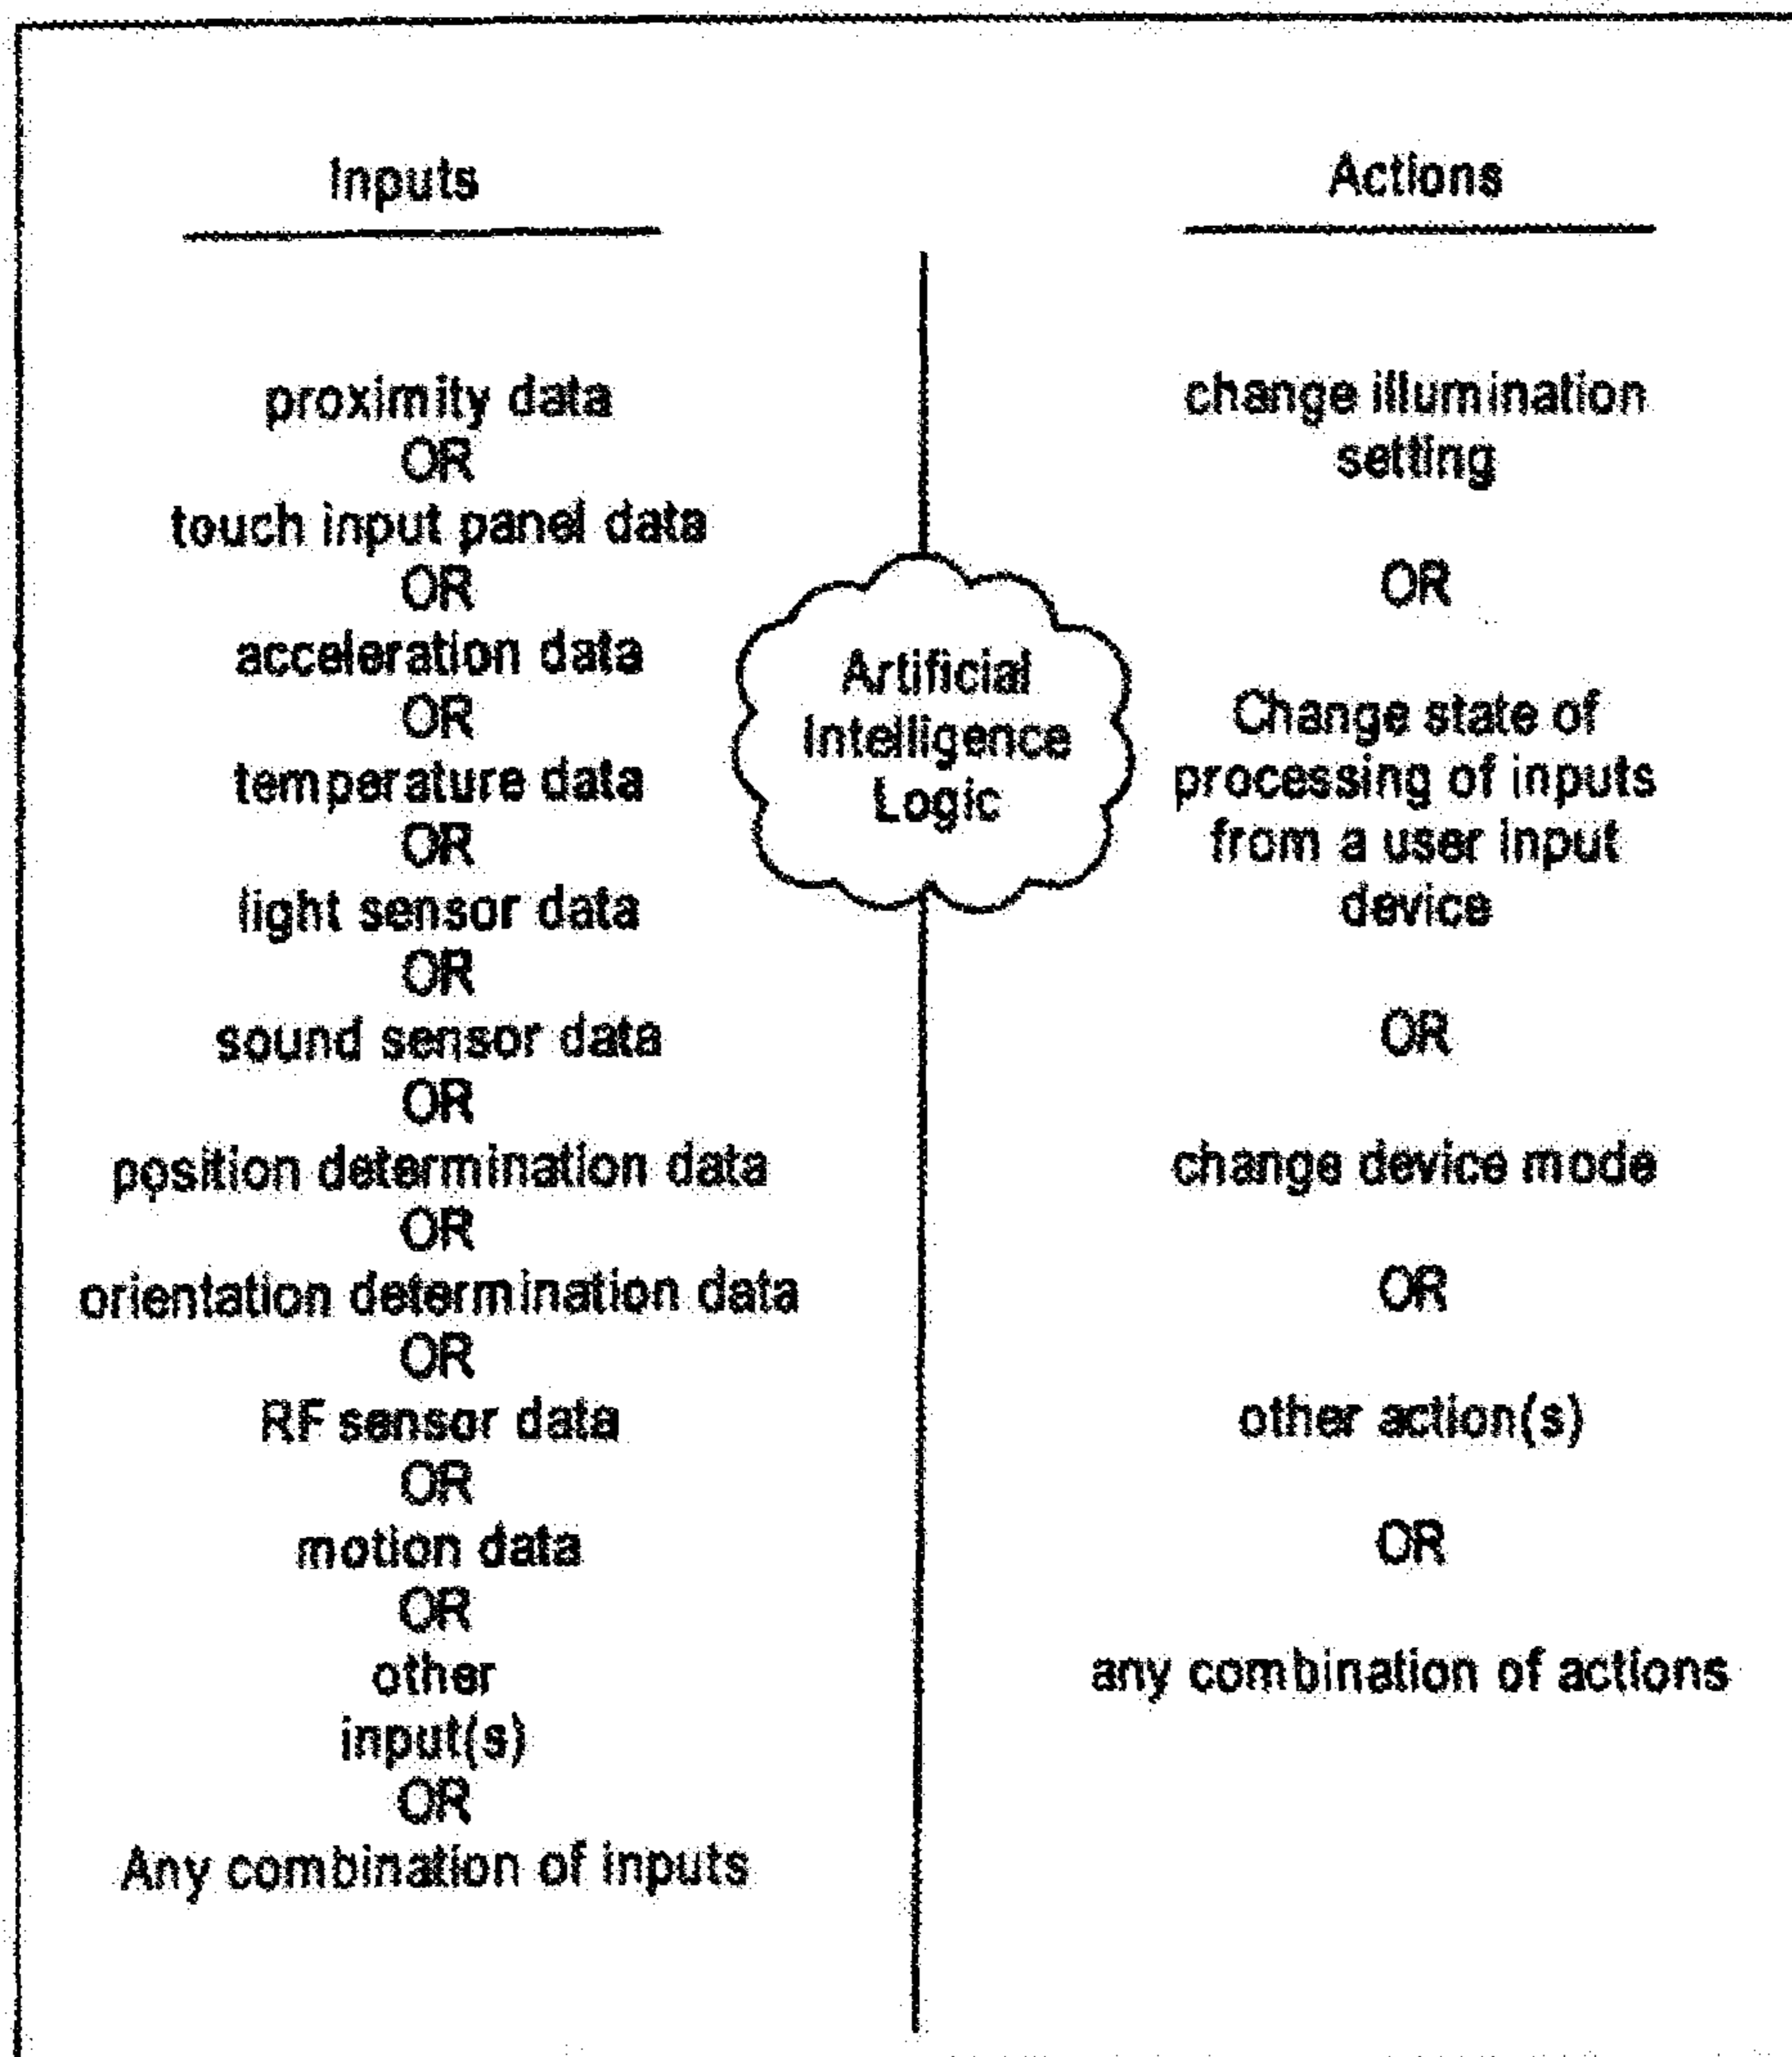 Inputs
proximity data
OR
touch input panel data
OR
acceleration data
OR
temperature data
OR
light sensor data
OR
sound sensor data
OR
position determination data
OR
orientation determination data
OR
RF sensor data
OR
motion data
OR
other
input(s)
OR
Any combination of inputs
Artificial
Intelligence
Logic
Actions
change illumination
setting
OR
Change state of
processing of inputs
from a user input
device
OR
change device mode
OR
other action(s)
OR
any combination of actions